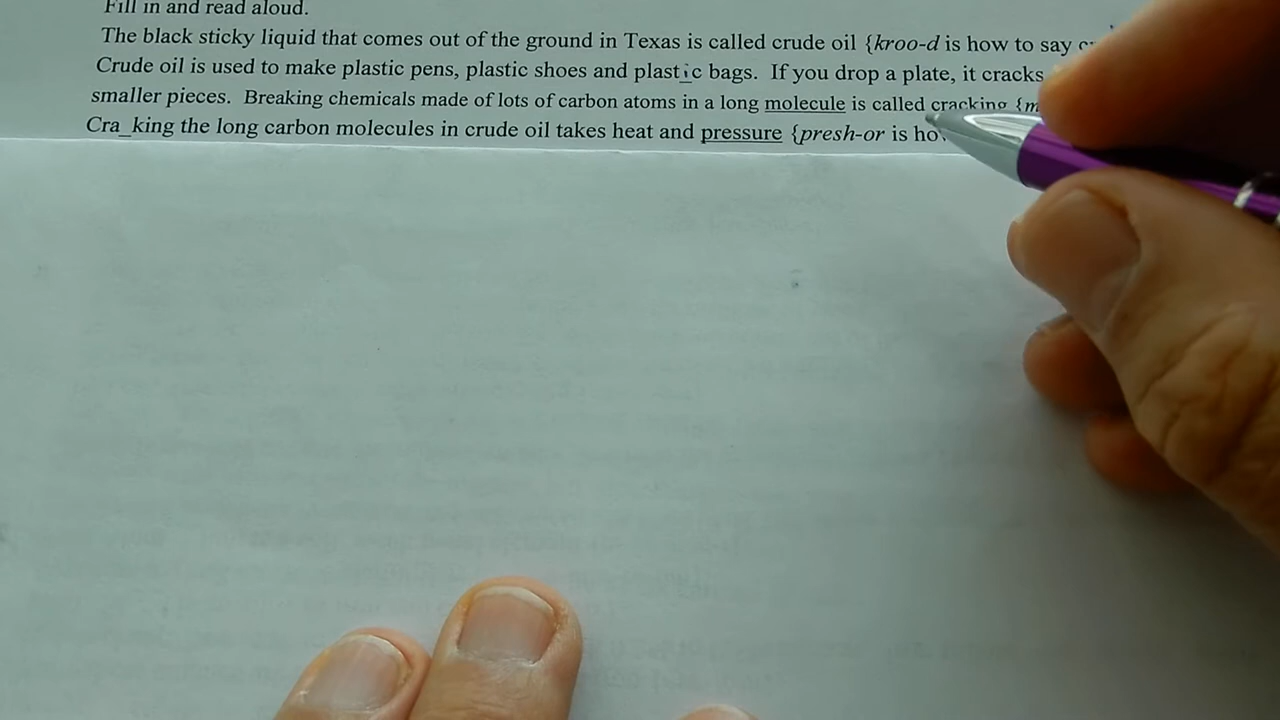 Fill in and read aloud.
The black sticky liquid that comes out of the ground in Texas is called crude oil {kroo-d is how to say
Crude oil is used to make plastic pens, plastic shoes and plastic bags. If you drop a plate, it cracks
smaller pieces. Breaking chemicals made of lots of carbon atoms in a long molecule is called cracking {m
Cra_king the long carbon molecules in crude oil takes heat and pressure {presh-or is